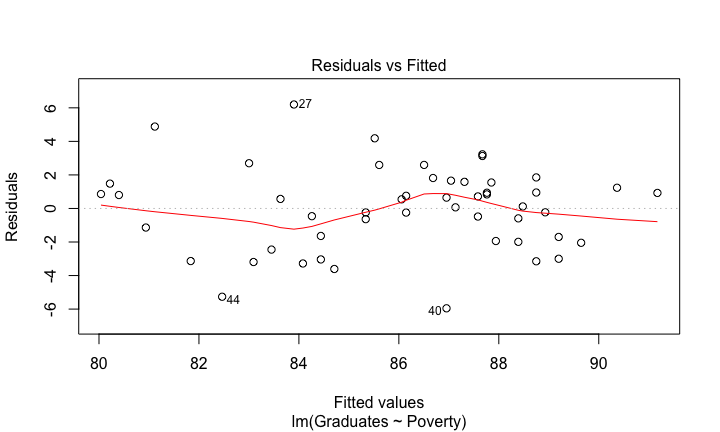 Residuals vs Fitted
Residuals
6
4
2
0
-2
-4
-6
27
44
40
80 82 84 86 88 90
Fitted values
lm(Graduates ~ Poverty)